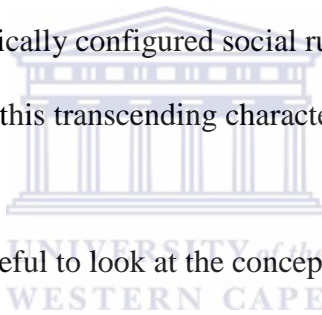 ically configured social ru
this transcending characte
UNIVERSITY of the
eful to look at the concep
WESTERN CAPE